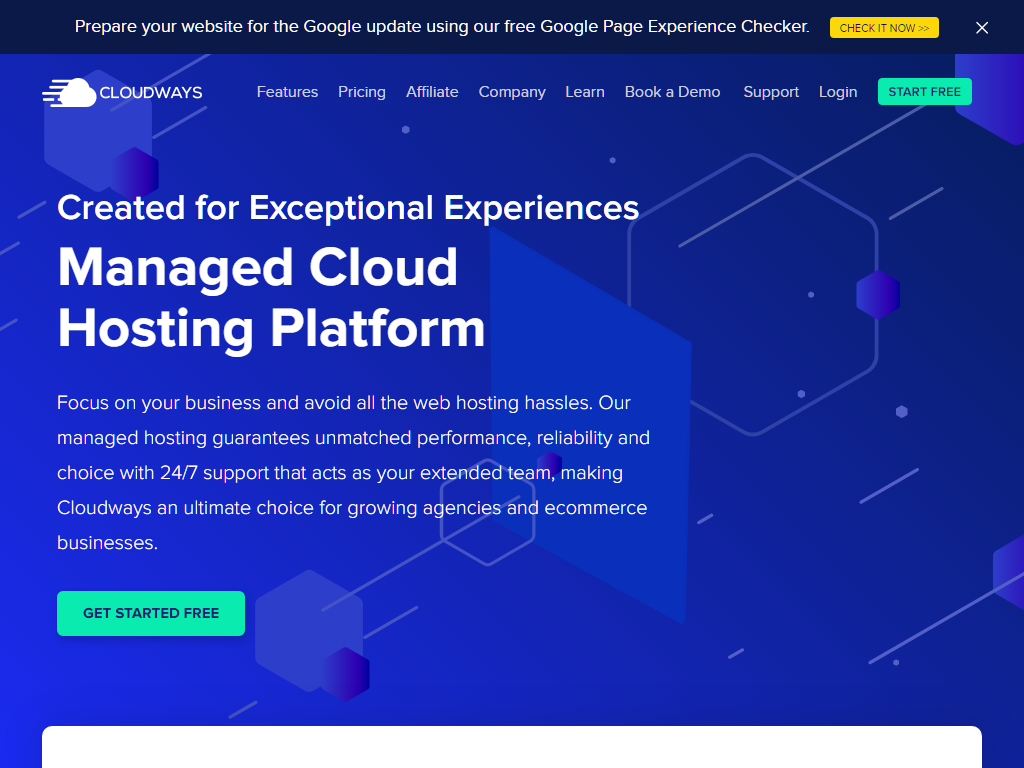 Prepare your website for the Google update using our free Google Page Experience Checker. CHECK IT NOW >>
CLOUDWAYS Features Pricing Affiliate Company Learn Book a Demo Support Login START FREE
Created for Exceptional Experiences
Managed Cloud
Hosting Platform
Focus on your business and avoid all the web hosting hassles. Our
managed hosting guarantees unmatched performance, reliability and
choice with 24/7 support that acts as your extended team, making
Cloudways an ultimate choice for growing agencies and ecommerce
businesses.
GET STARTED FREE